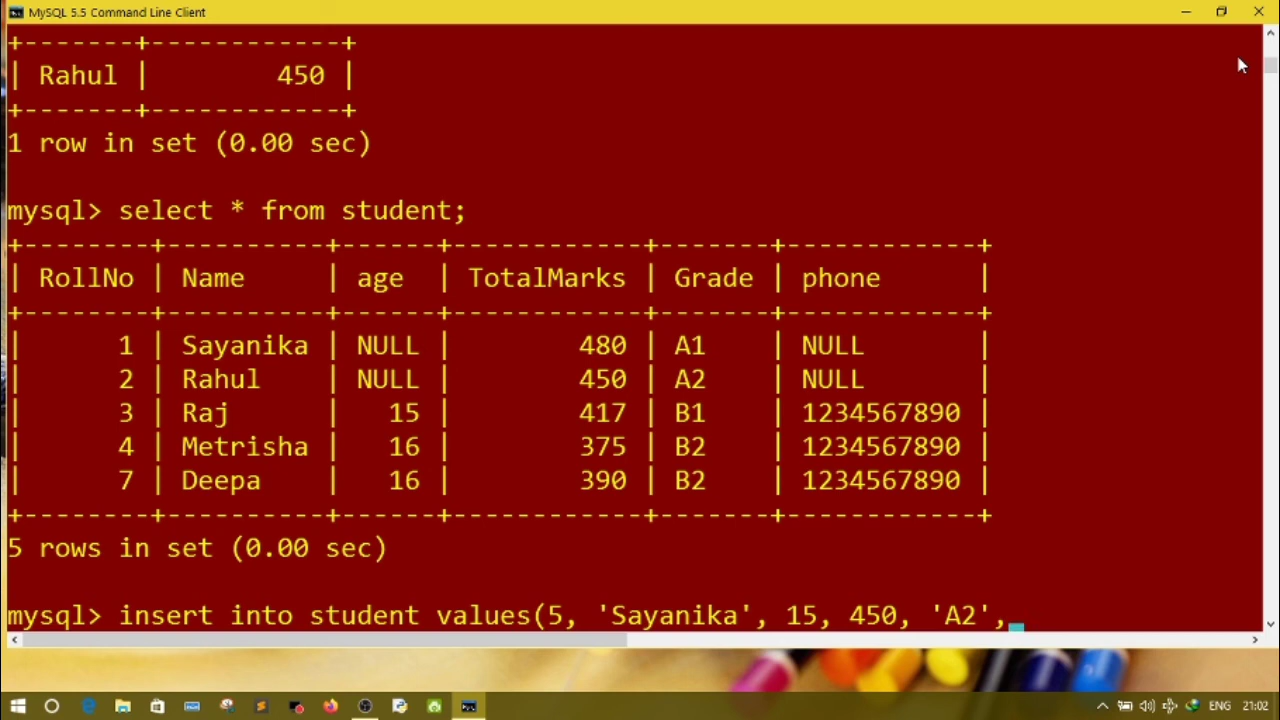 MySQL 5.5 Command Line Client
+--------+------------+
| Rahul |        450 |
+--------+------------+
1 row in set (0.00 sec)
mysql> select * from student;
+--------+-----------+------+------------+-------+------------+
| RollNo | Name      | age  | TotalMarks | Grade | phone      |
+--------+-----------+------+------------+-------+------------+
|      1 | Sayanika  | NULL |        480 | A1    | NULL       |
|      2 | Rahul     | NULL |        450 | A2    | NULL       |
|      3 | Raj       |   15 |        417 | B1    | 1234567890 |
|      4 | Metrisha  |   16 |        375 | B2    | 1234567890 |
|      7 | Deepa     |   16 |        390 | B2    | 1234567890 |
+--------+-----------+------+------------+-------+------------+
5 rows in set (0.00 sec)
mysql> insert into student values(5, 'Sayanika', 15, 450, 'A2',
ENG 21:02